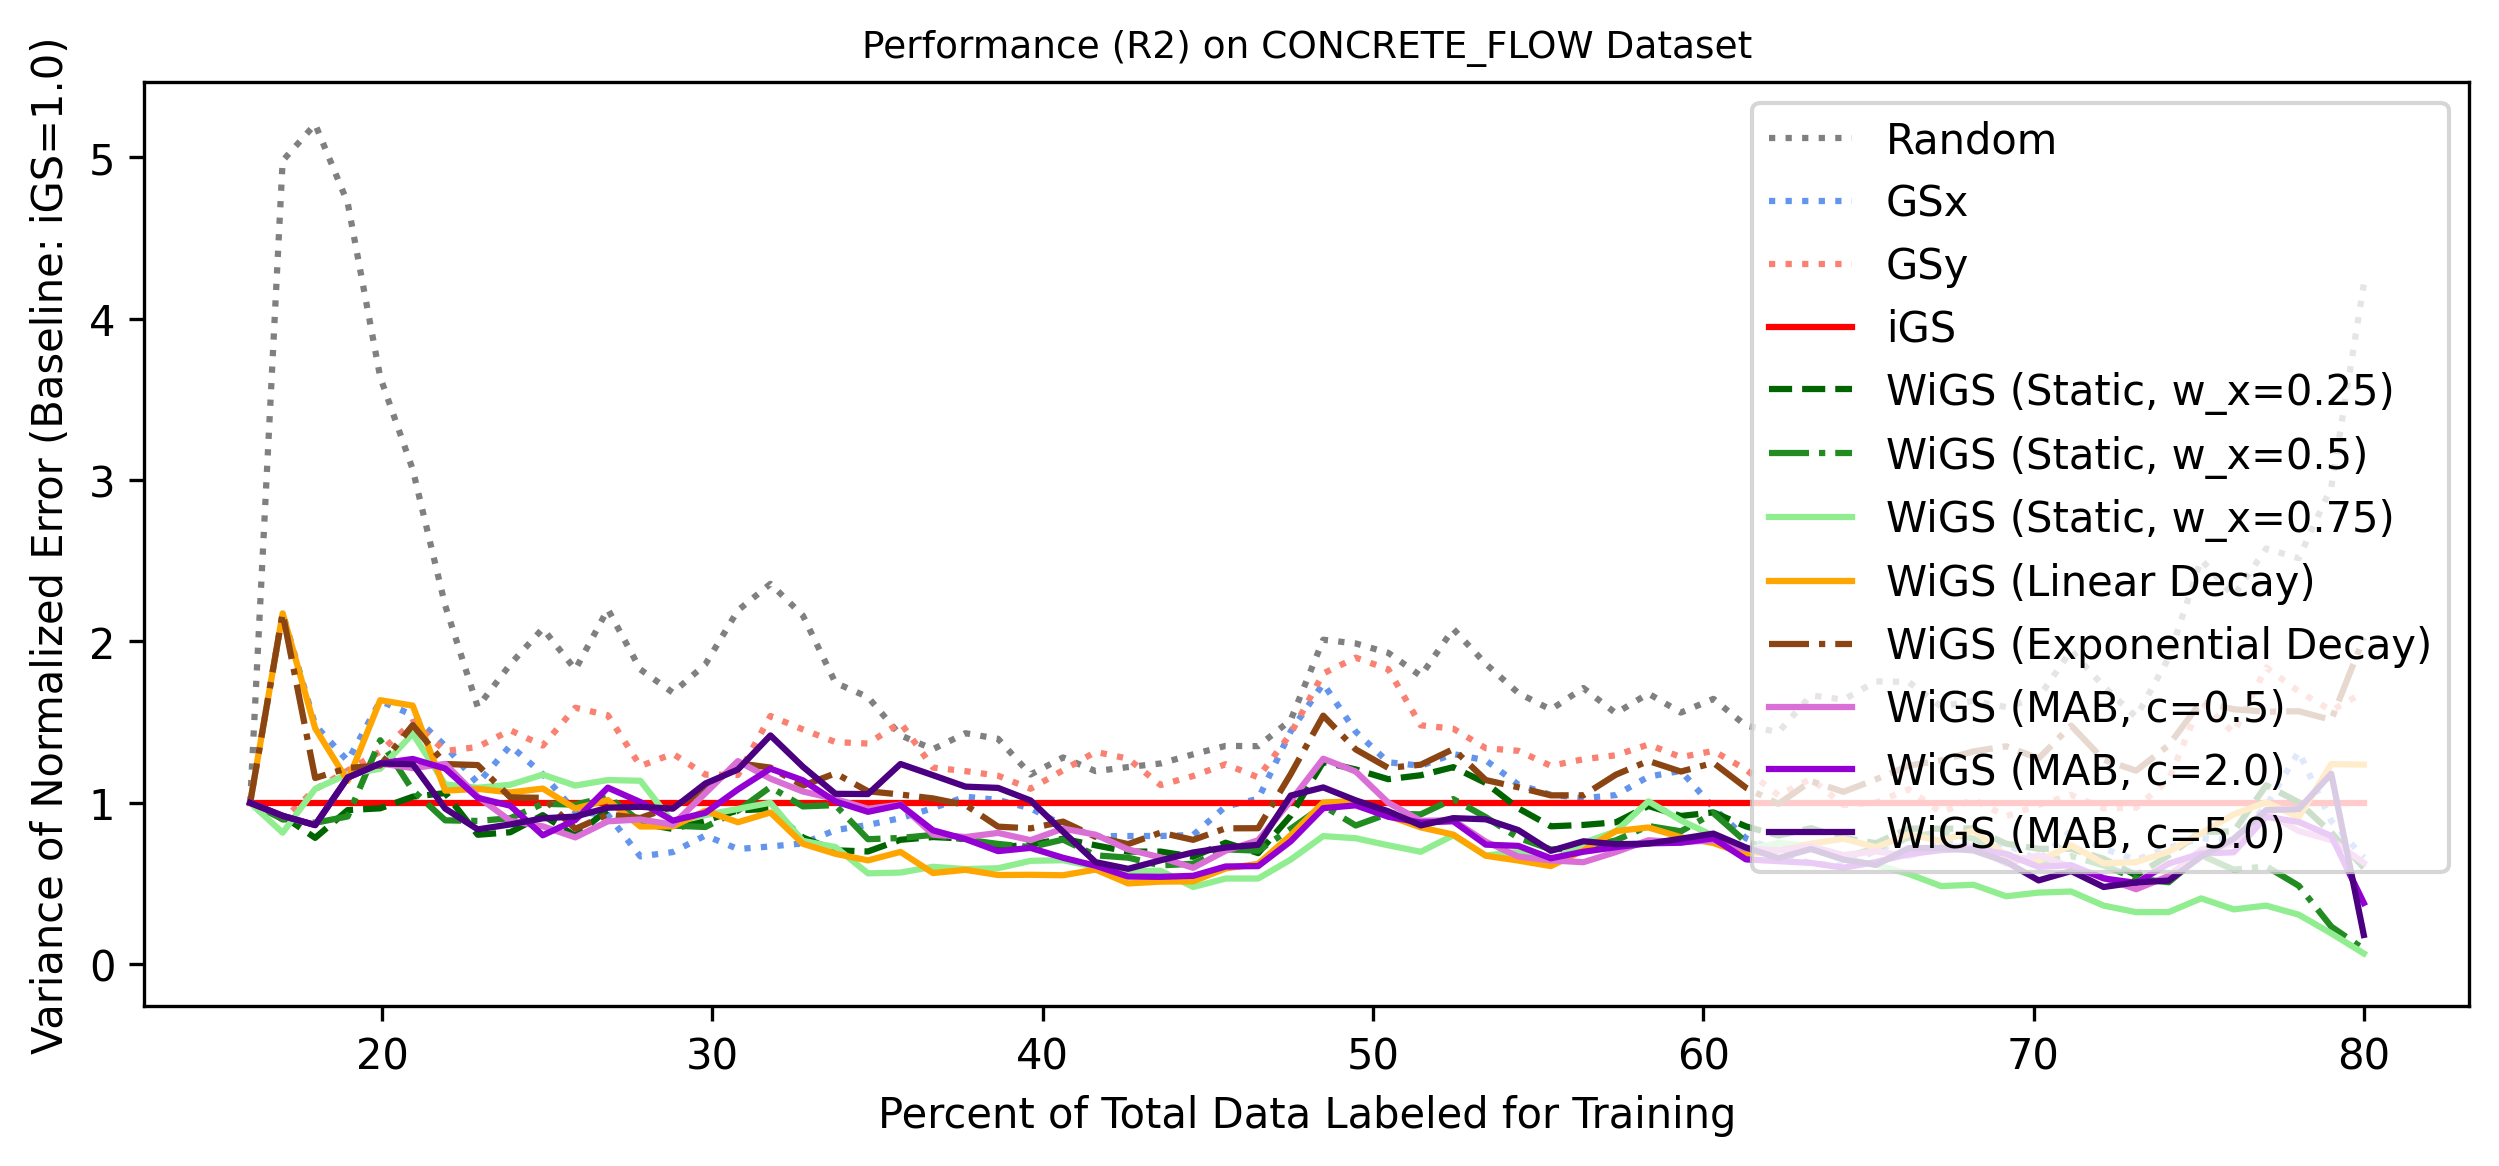 Performance (R2) on CONCRETE_FLOW Dataset
Variance of Normalized Error (Baseline: iGS=1.0)
5
4
3
2
1
0
Random
GSx
GSy
iGS
WiGS (Static, w_x=0.25)
WiGS (Static, w_x=0.5)
WiGS (Static, w_x=0.75)
WiGS (Linear Decay)
WiGS (Exponential Decay)
WiGS (MAB, c=0.5)
WiGS (MAB, c=2.0)
WiGS (MAB, c=5.0)
20 30 40 50 60 70 80
Percent of Total Data Labeled for Training